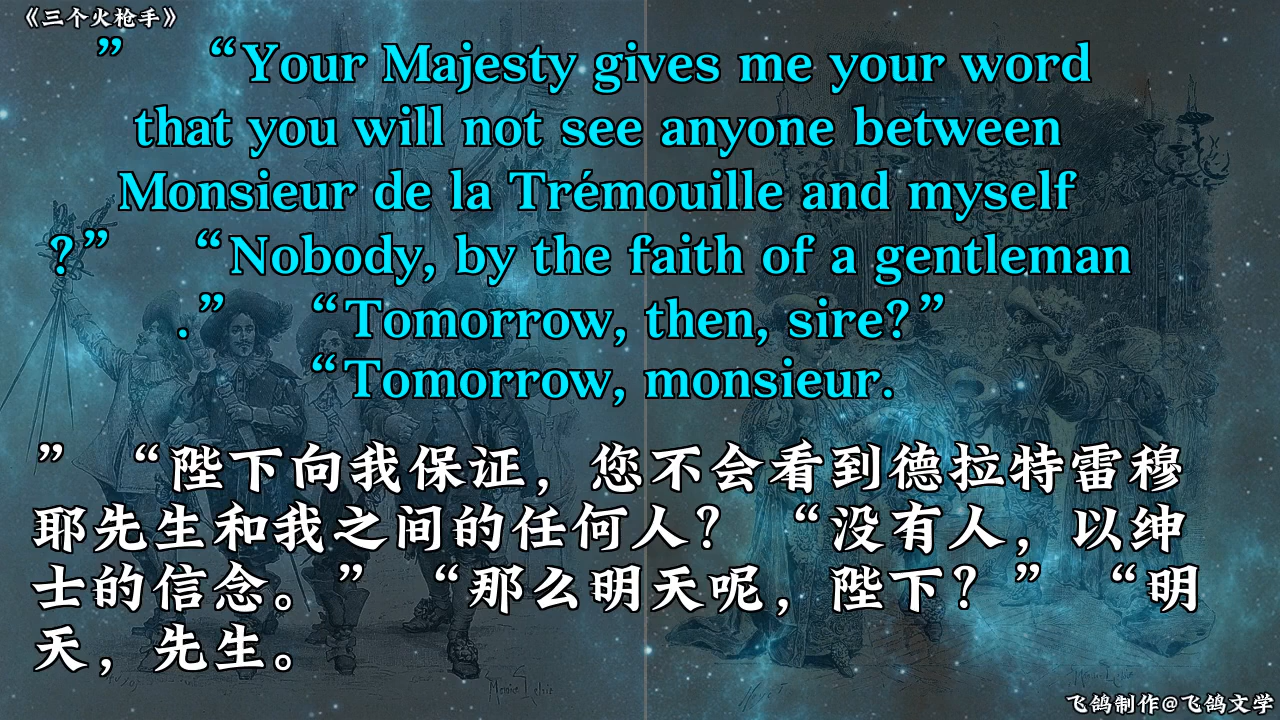 《三个火枪手》
” “Your Majesty gives me your word
that you will not see anyone between
Monsieur de la Trémouille and myself
?” “Nobody, by the faith of a gentleman
.” “Tomorrow, then, sire?”
“Tomorrow, monsieur.
” “陛下向我保证，您不会看到德拉特雷穆
耶先生和我之间的任何人？ “没有人，以绅
士的信念。” “那么明天呢，陛下？” “明
天，先生。
飞鸽制作@飞鸽文学